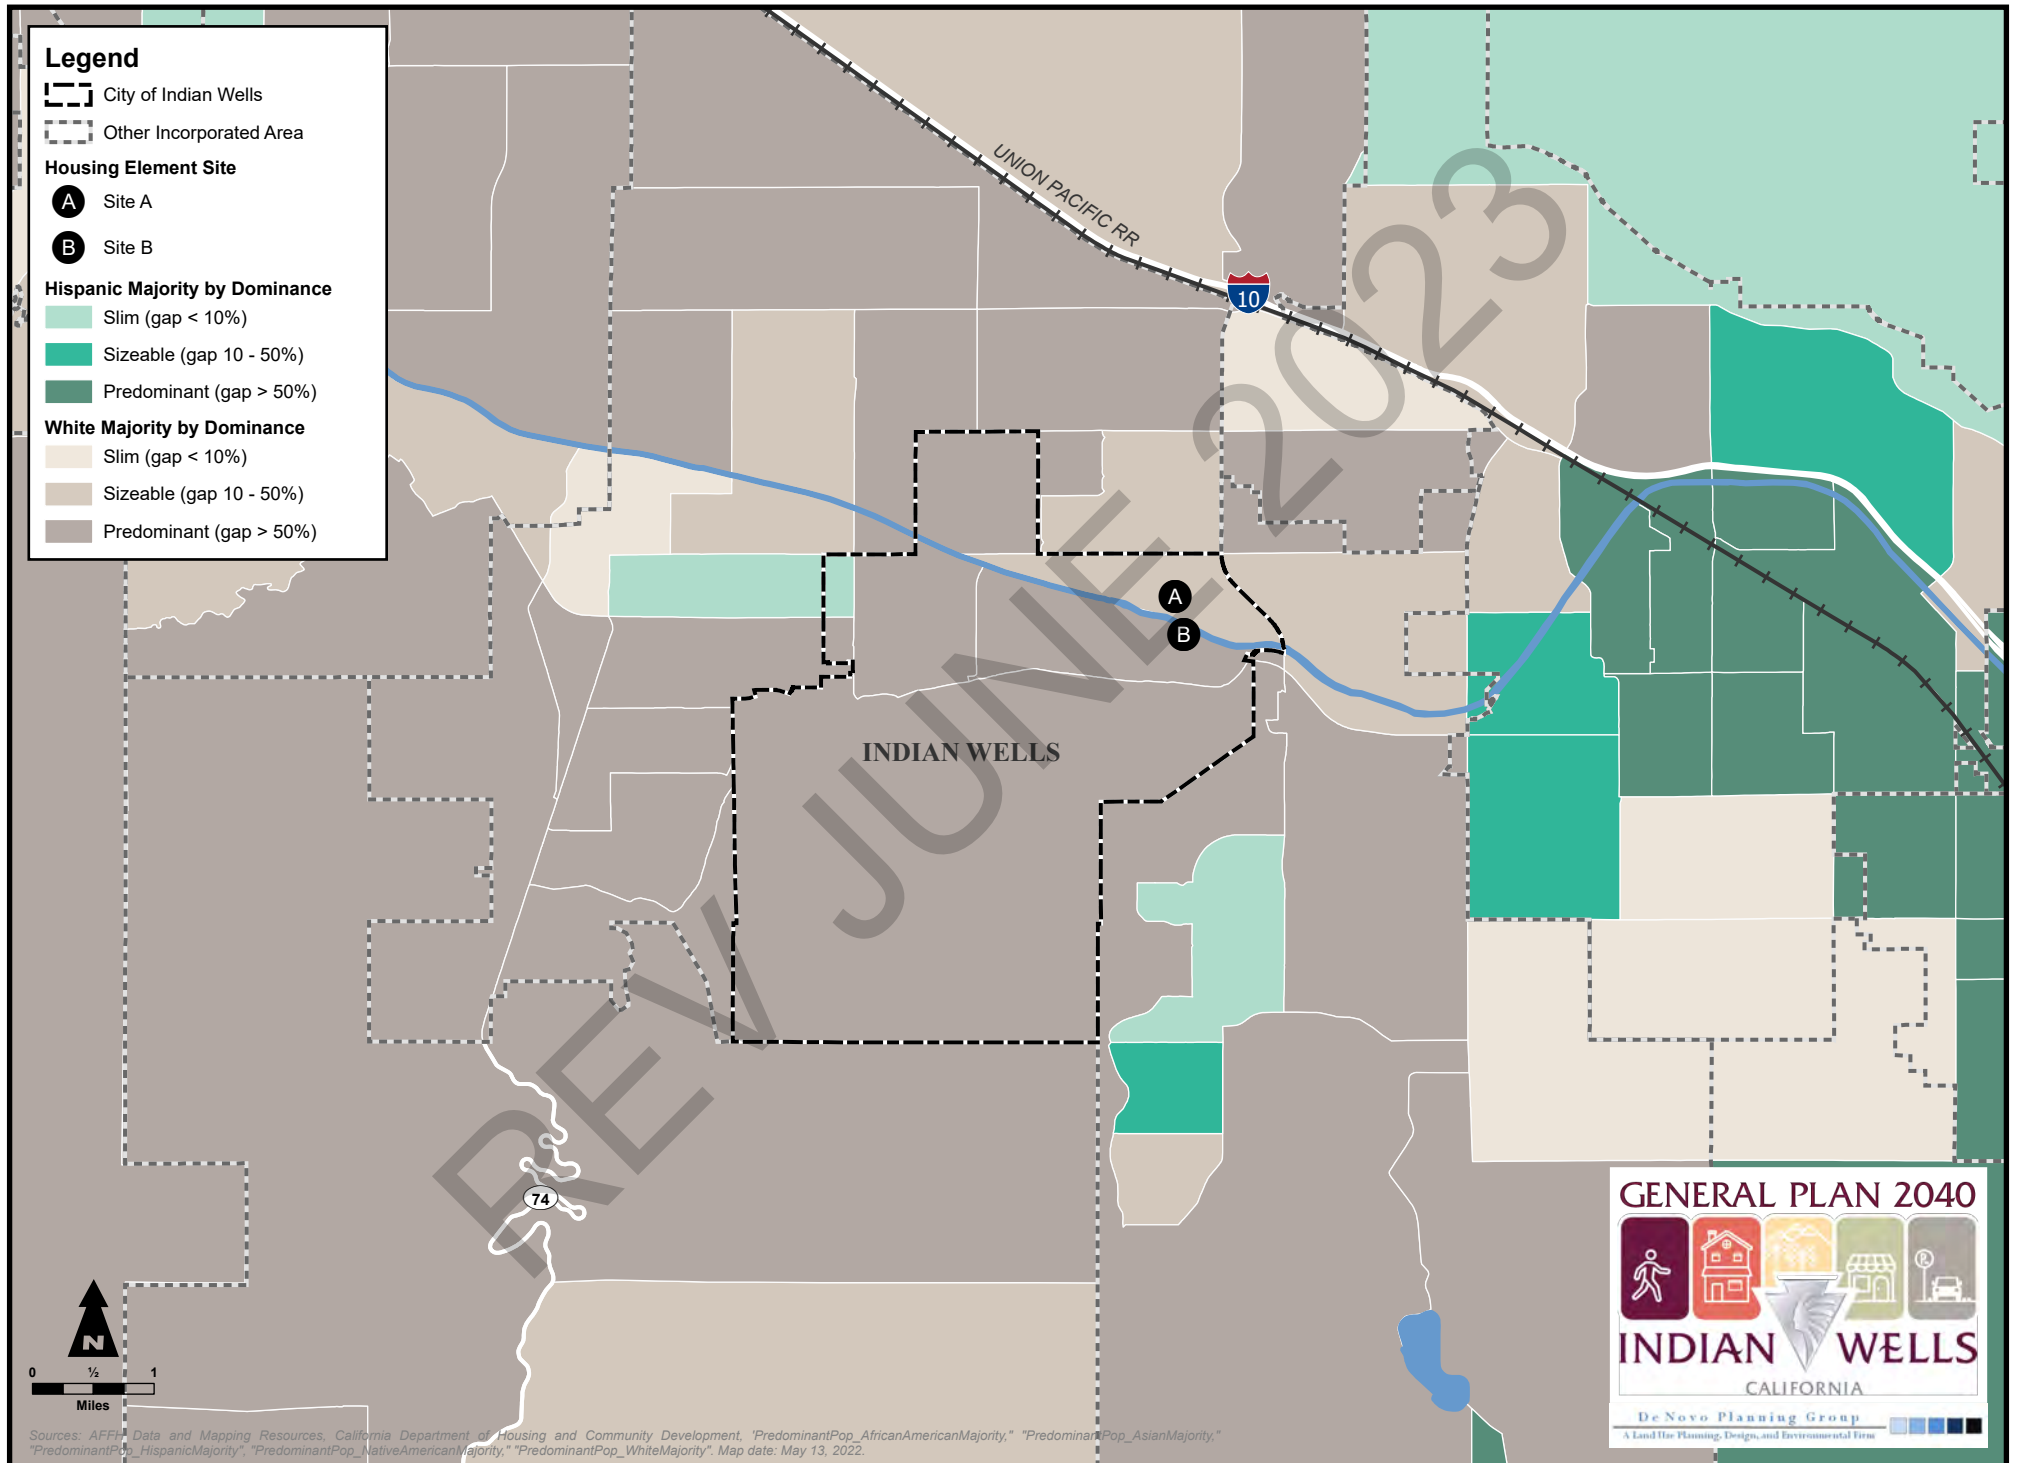 Legend
City of Indian Wells
Other Incorporated Area
Housing Element Site
A Site A
B Site B
Hispanic Majority by Dominance
Slim (gap < 10%)
Sizeable (gap 10 - 50%)
Predominant (gap > 50%)
White Majority by Dominance
Slim (gap < 10%)
Sizeable (gap 10 - 50%)
Predominant (gap > 50%)
UNION PACIFIC RR
10
A
B
INDIAN WELLS
REV JUNE 2023
74
N
0 ½ 1
Miles
Sources: AFFH Data and Mapping Resources, California Department of Housing and Community Development, 'PredominantPop_AfricanAmericanMajority," "PredominantPop_AsianMajority,"
"PredominantPop_HispanicMajority", "PredominantPop_NativeAmericanMajority," "PredominantPop_WhiteMajority". Map date: May 13, 2022.
GENERAL PLAN 2040
INDIAN WELLS
CALIFORNIA
De Novo Planning Group
A Land Use Planning, Design, and Environmental Firm